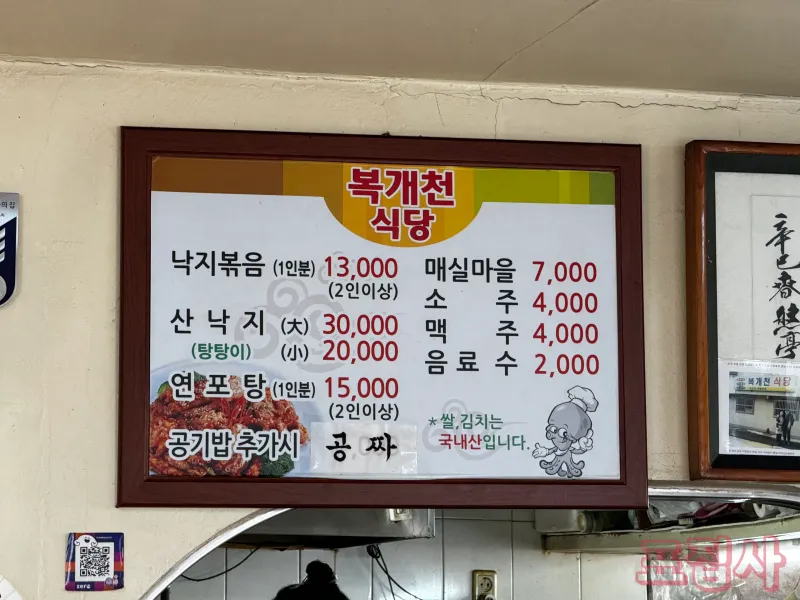 복개천
식당
낙지볶음 (1인분) 13,000
(2인이상)
산 낙 지 (大) 30,000
(탕탕이) (小) 20,000
연 포 탕 (1인분) 15,000
(2인이상)
공기밥 추가시 공짜
매실마을 7,000
소 주 4,000
맥 주 4,000
음 료 수 2,000
*쌀,김치는
국내산입니다.
복개천 식당
zero